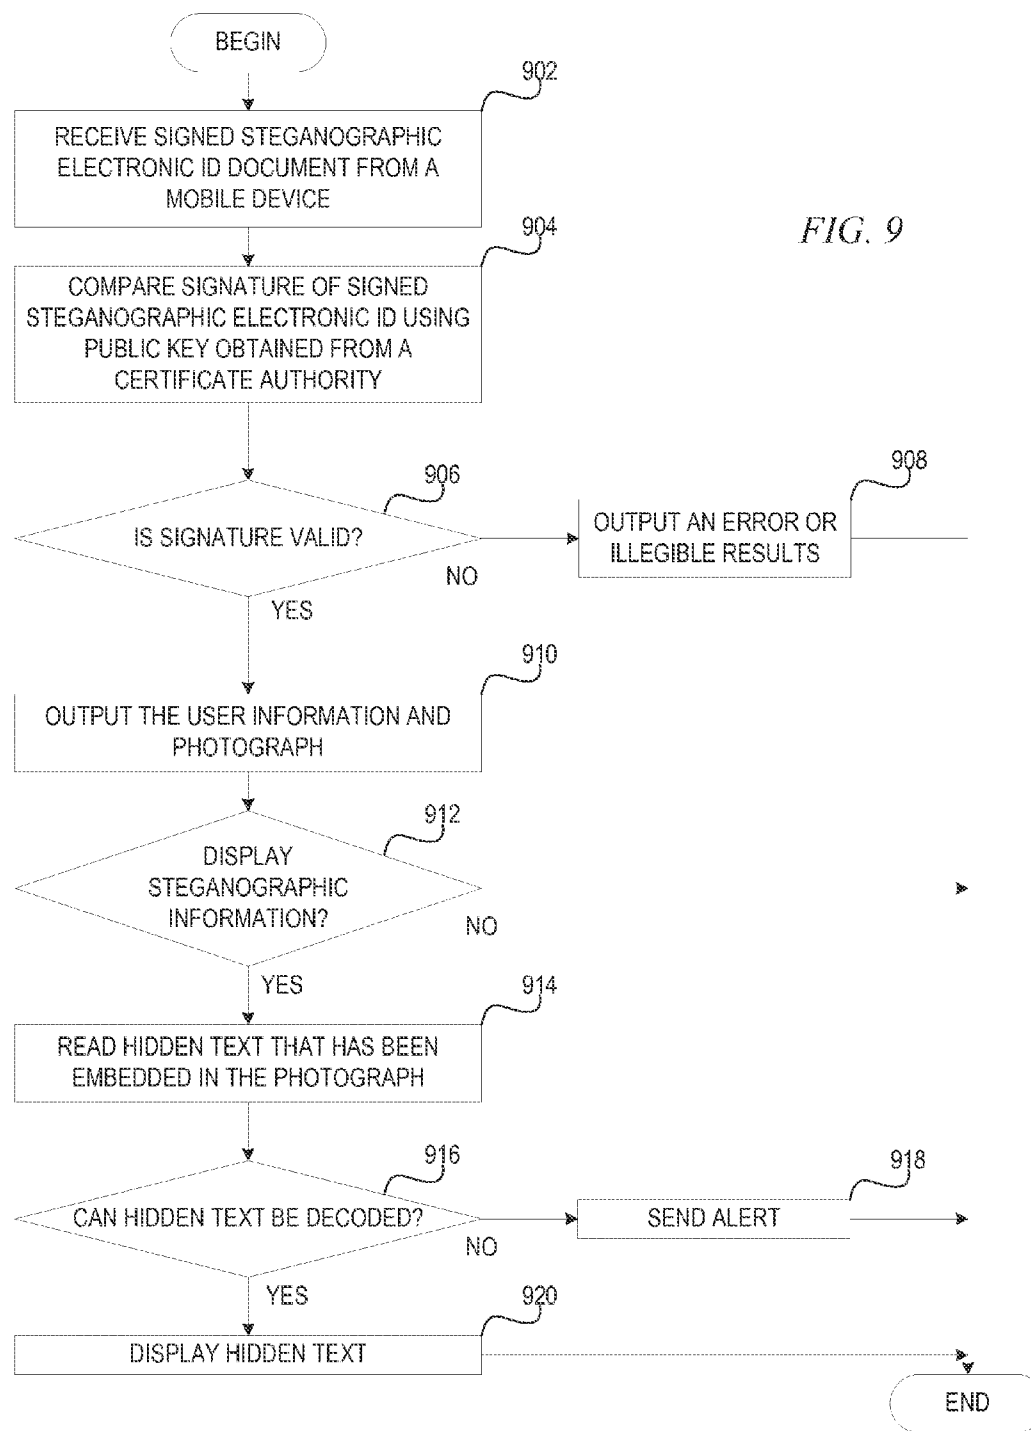 BEGIN
902
RECEIVE SIGNED STEGANOGRAPHIC
ELECTRONIC ID DOCUMENT FROM A
MOBILE DEVICE
FIG. 9
904
COMPARE SIGNATURE OF SIGNED
STEGANOGRAPHIC ELECTRONIC ID USING
PUBLIC KEY OBTAINED FROM A
CERTIFICATE AUTHORITY
906
IS SIGNATURE VALID?
NO
YES
908
OUTPUT AN ERROR OR
ILLEGIBLE RESULTS
910
OUTPUT THE USER INFORMATION AND
PHOTOGRAPH
912
DISPLAY
STEGANOGRAPHIC
INFORMATION?
NO
YES
914
READ HIDDEN TEXT THAT HAS BEEN
EMBEDDED IN THE PHOTOGRAPH
916
CAN HIDDEN TEXT BE DECODED?
NO
YES
918
SEND ALERT
920
DISPLAY HIDDEN TEXT
END